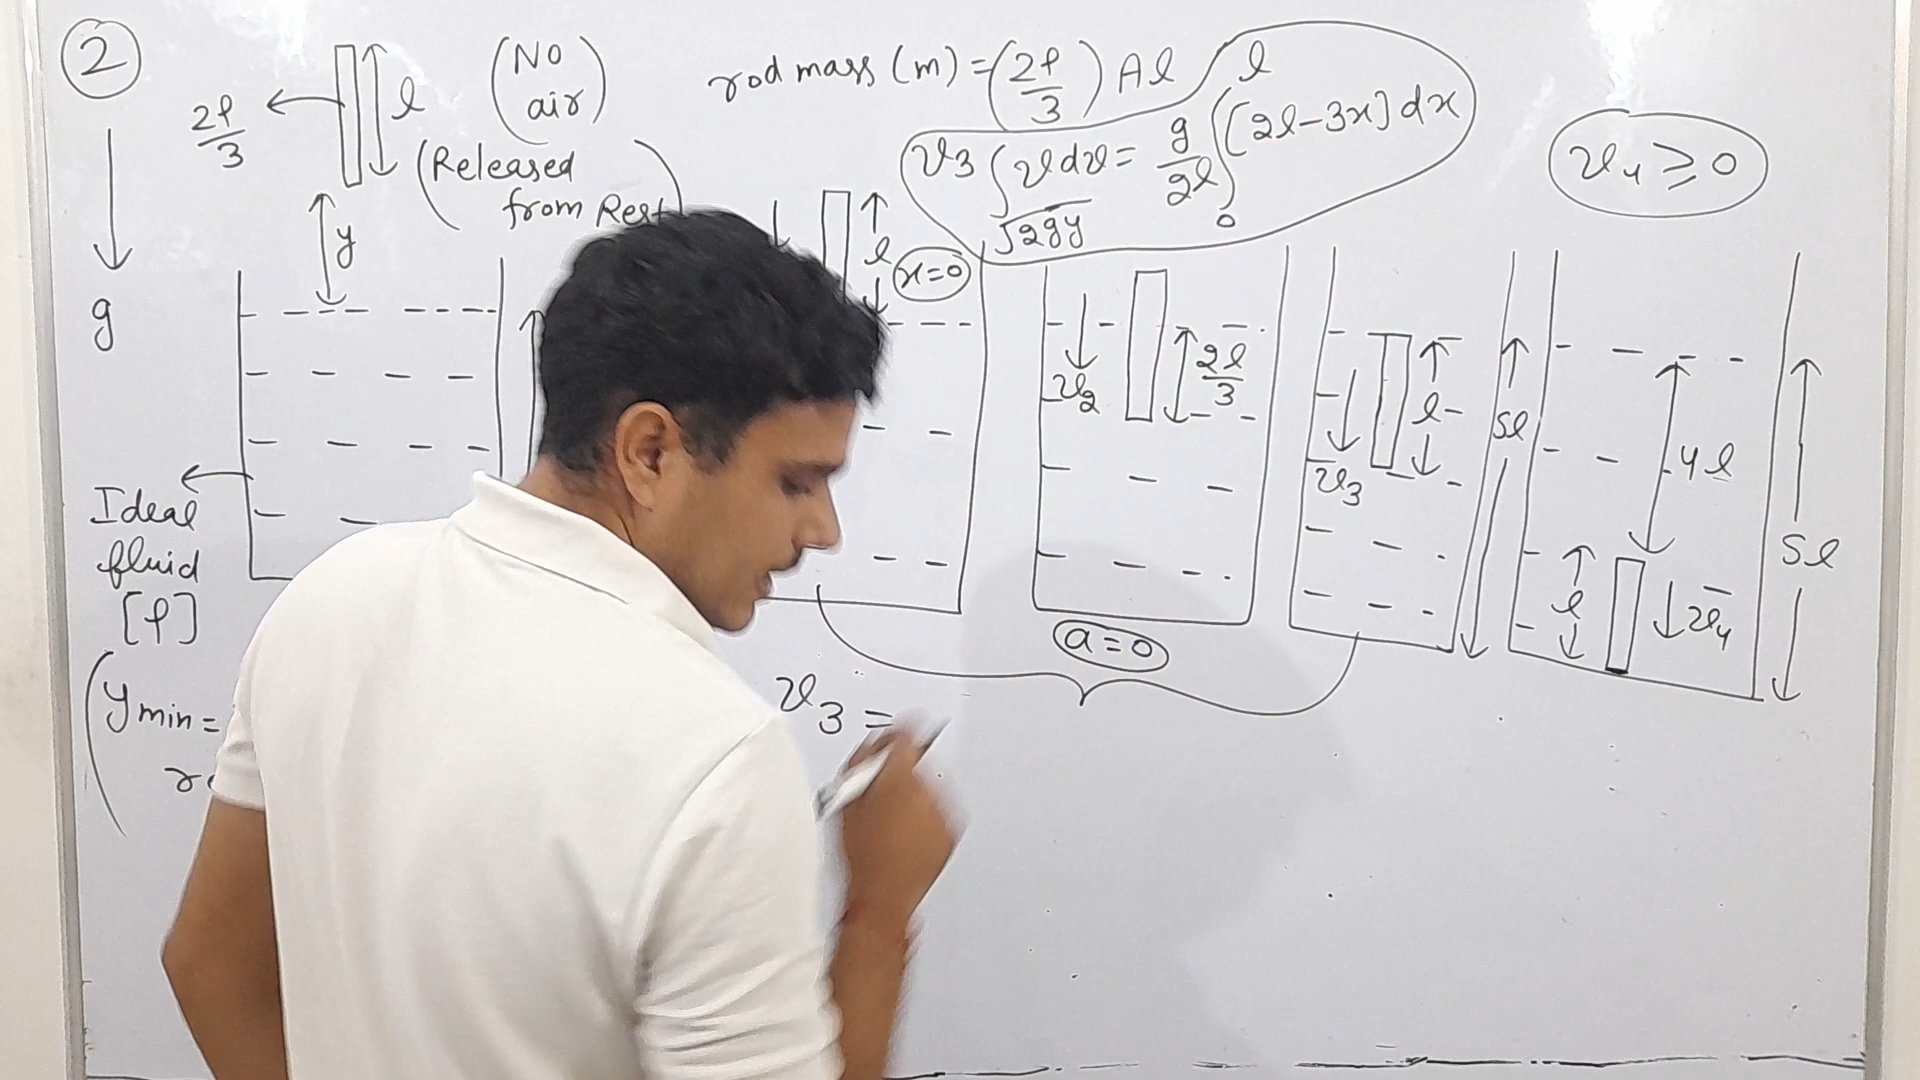 ②
2ρ/3
l
(No air)
(Released from Rest)
y
g
Ideal fluid [ρ]
(ymin =
rod mass (m) = (2ρ/3) Al
∫_{√2gy}^{v3} v dv = g/2l ∫_0^l [2l-3x] dx
v4 ≥ 0
l
x=0
v2
2l/3
a=0
l
v3
5l
4l
l
v4
5l
v3 =